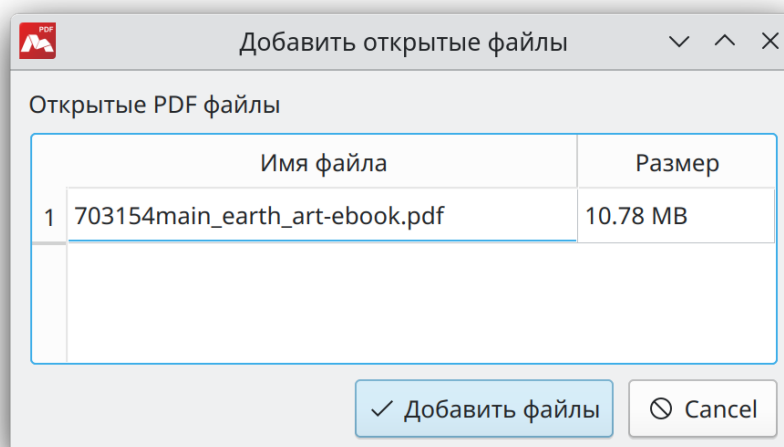 PDF
Добавить открытые файлы
Открытые PDF файлы
Имя файла Размер
1 703154main_earth_art-ebook.pdf 10.78 MB
Добавить файлы Cancel